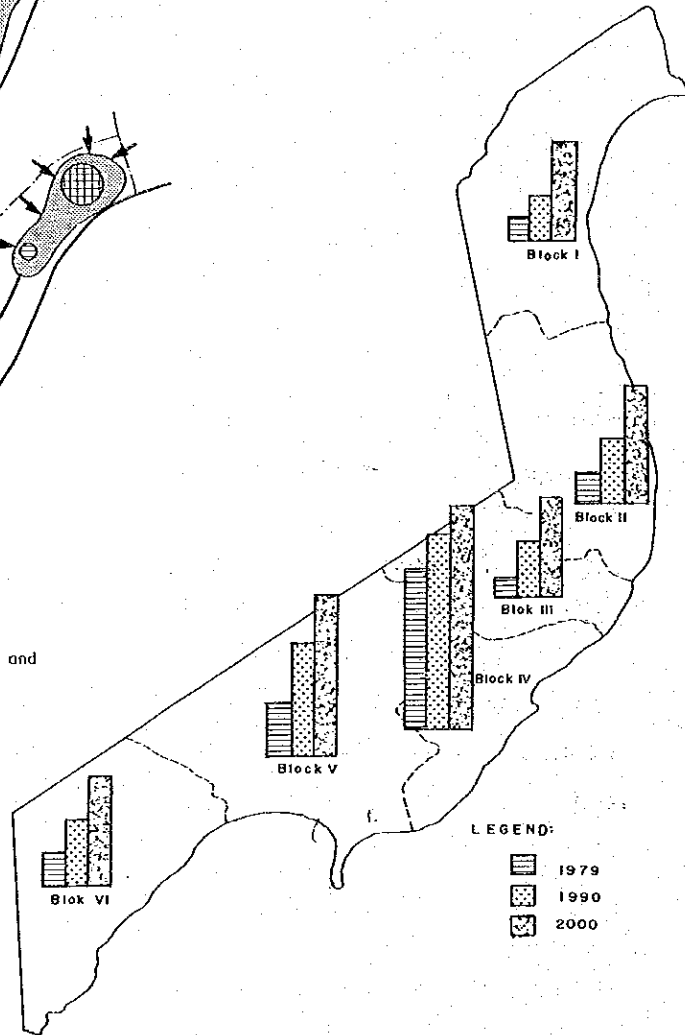 Block I
Block II
Blok III
and
Block IV
Block V
Blok VI
LEGEND:
1979
1990
2000